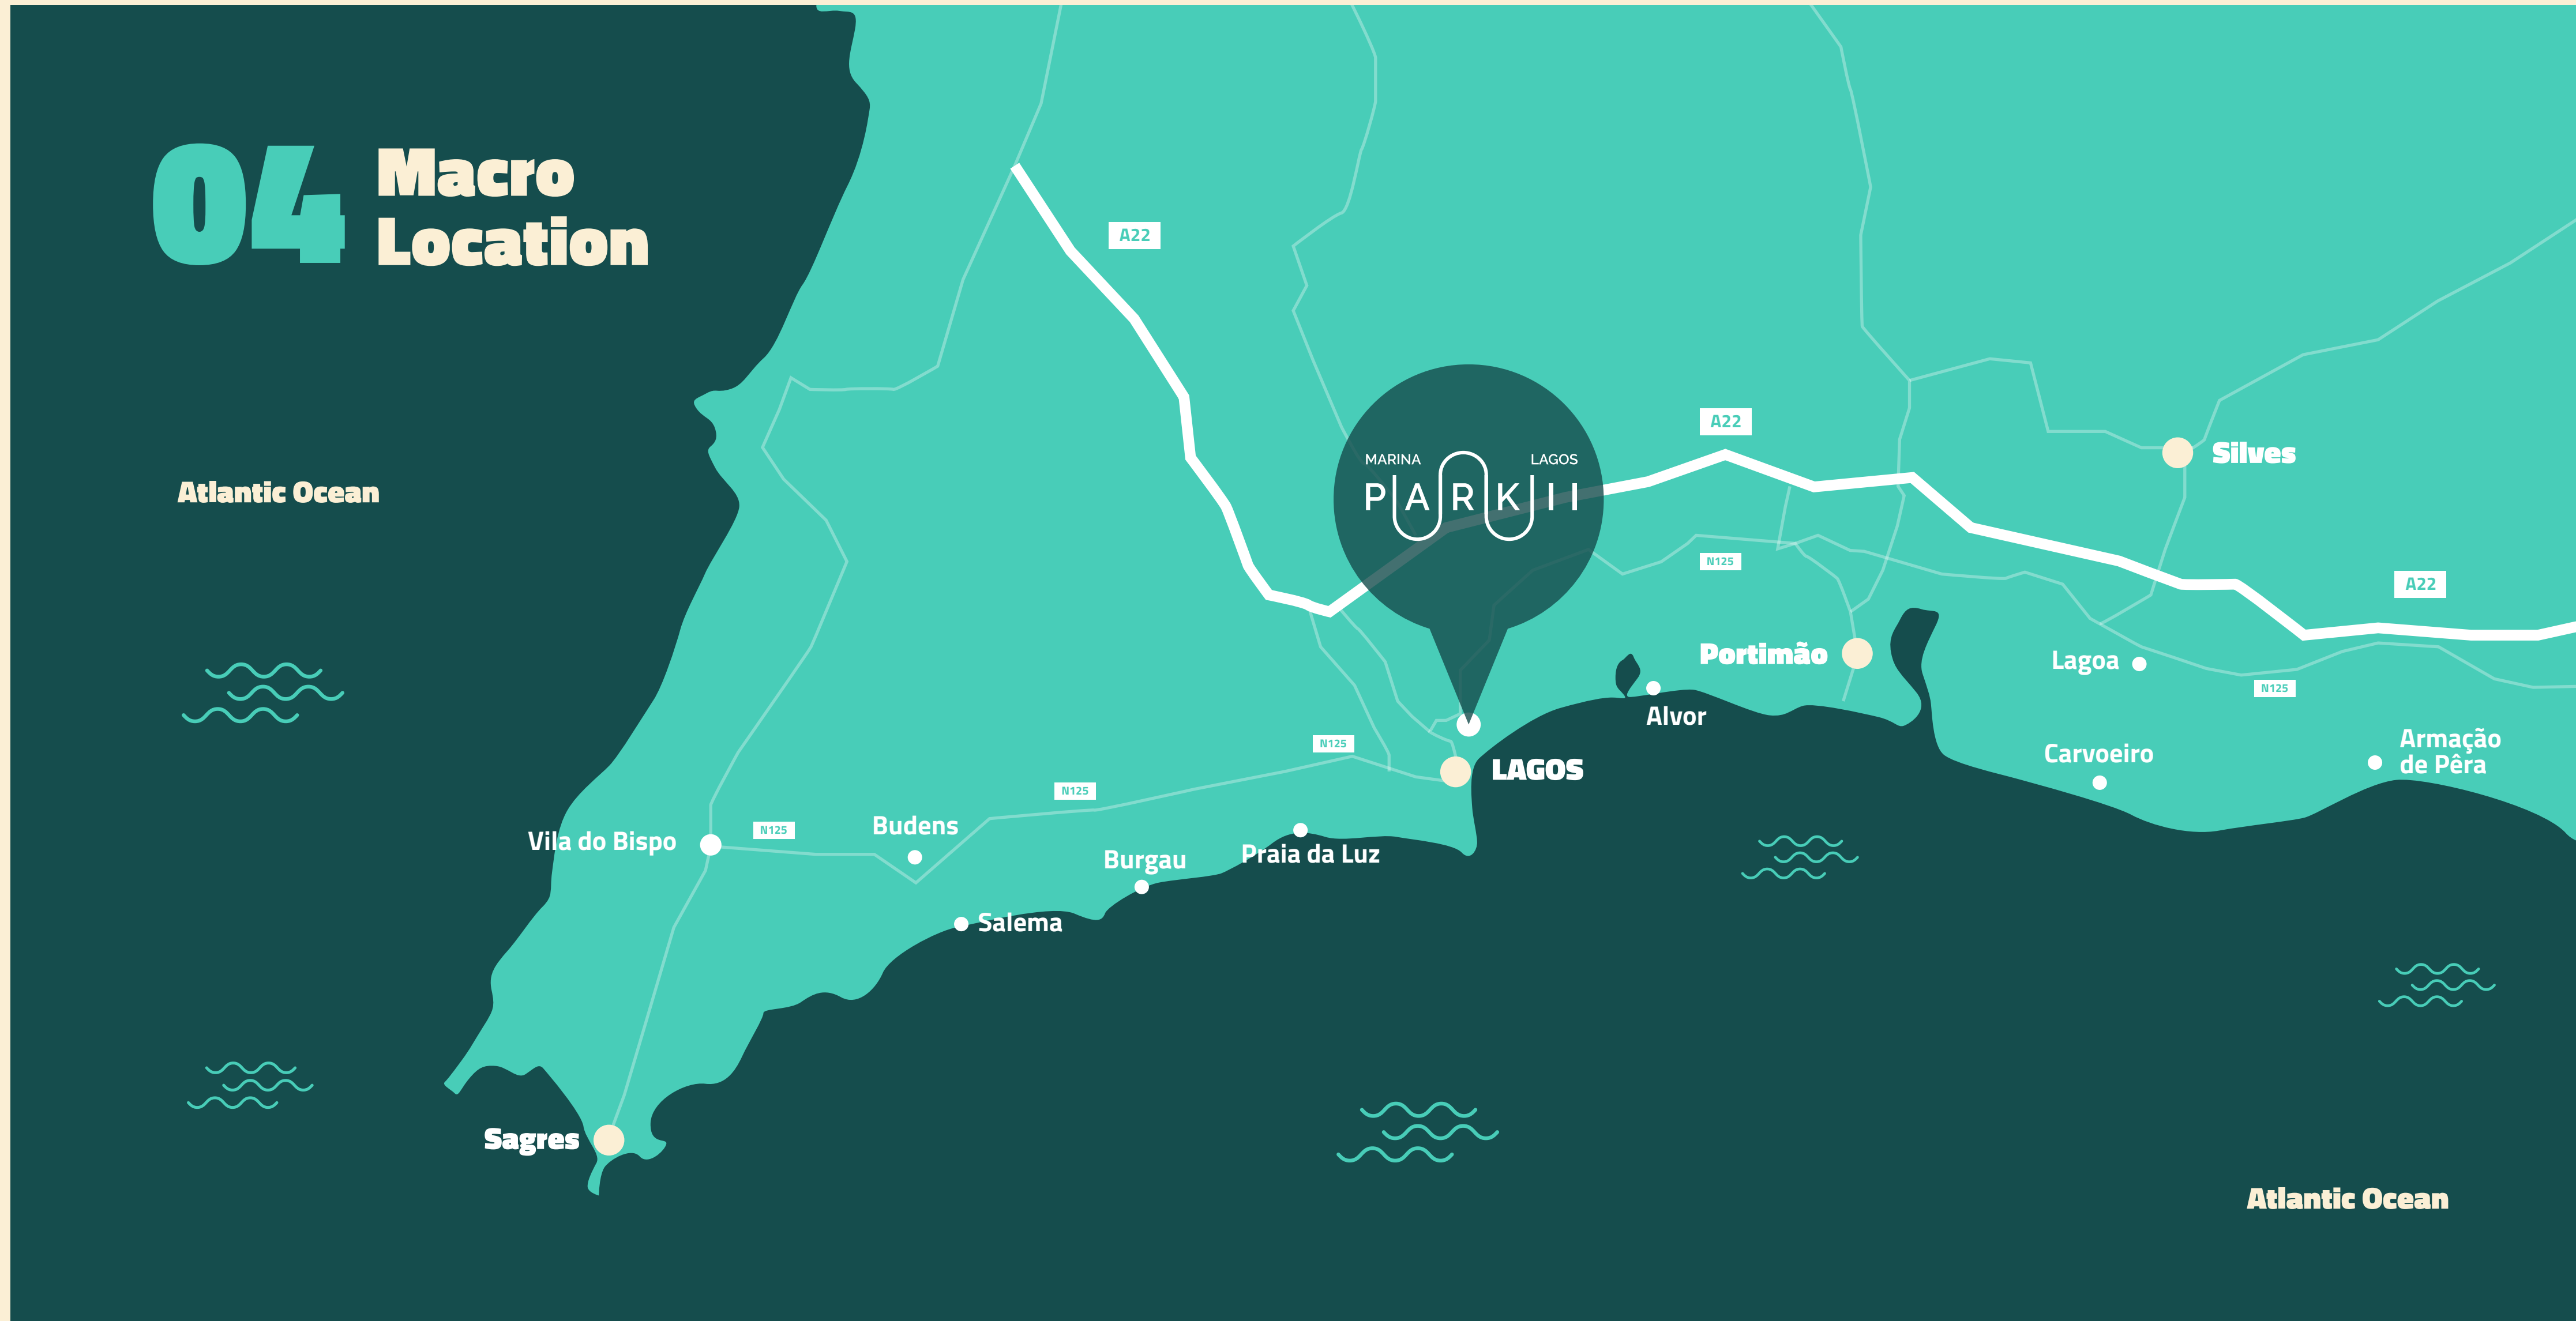 04
Macro
Location
A22
A22
MARINA LAGOS
PARK II
Silves
Atlantic Ocean
N125
A22
Portimão
Lagoa
N125
Alvor
N125
Armação
de Pêra
Carvoeiro
LAGOS
N125
N125
Budens
Vila do Bispo
Burgau
Praia da Luz
Salema
Sagres
Atlantic Ocean